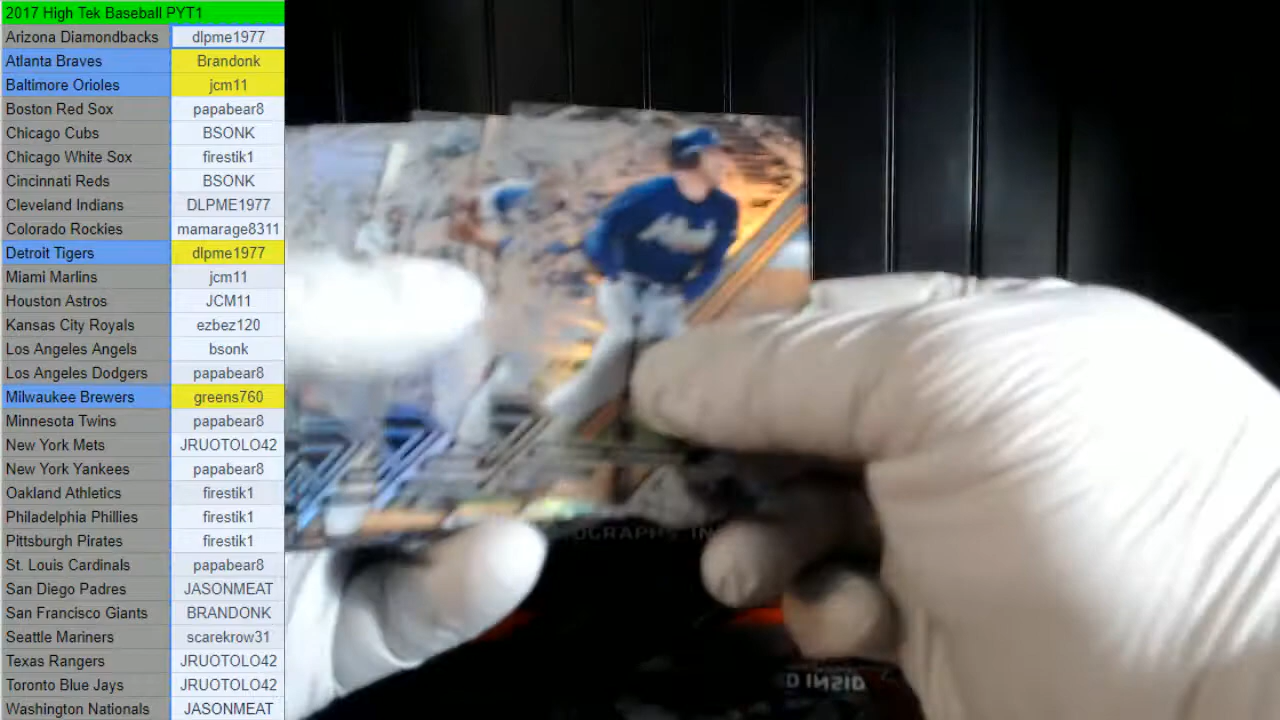 2017 High Tek Baseball PYT1
Arizona Diamondbacks dlpme1977
Atlanta Braves Brandonk
Baltimore Orioles jcm11
Boston Red Sox papabear8
Chicago Cubs BSONK
Chicago White Sox firestik1
Cincinnati Reds BSONK
Cleveland Indians DLPME1977
Colorado Rockies mamarage8311
Detroit Tigers dlpme1977
Miami Marlins jcm11
Houston Astros JCM11
Kansas City Royals ezbez120
Los Angeles Angels bsonk
Los Angeles Dodgers papabear8
Milwaukee Brewers greens760
Minnesota Twins papabear8
New York Mets JRUOTOLO42
New York Yankees papabear8
Oakland Athletics firestik1
Philadelphia Phillies firestik1
Pittsburgh Pirates firestik1
St. Louis Cardinals papabear8
San Diego Padres JASONMEAT
San Francisco Giants BRANDONK
Seattle Mariners scarekrow31
Texas Rangers JRUOTOLO42
Toronto Blue Jays JRUOTOLO42
Washington Nationals JASONMEAT